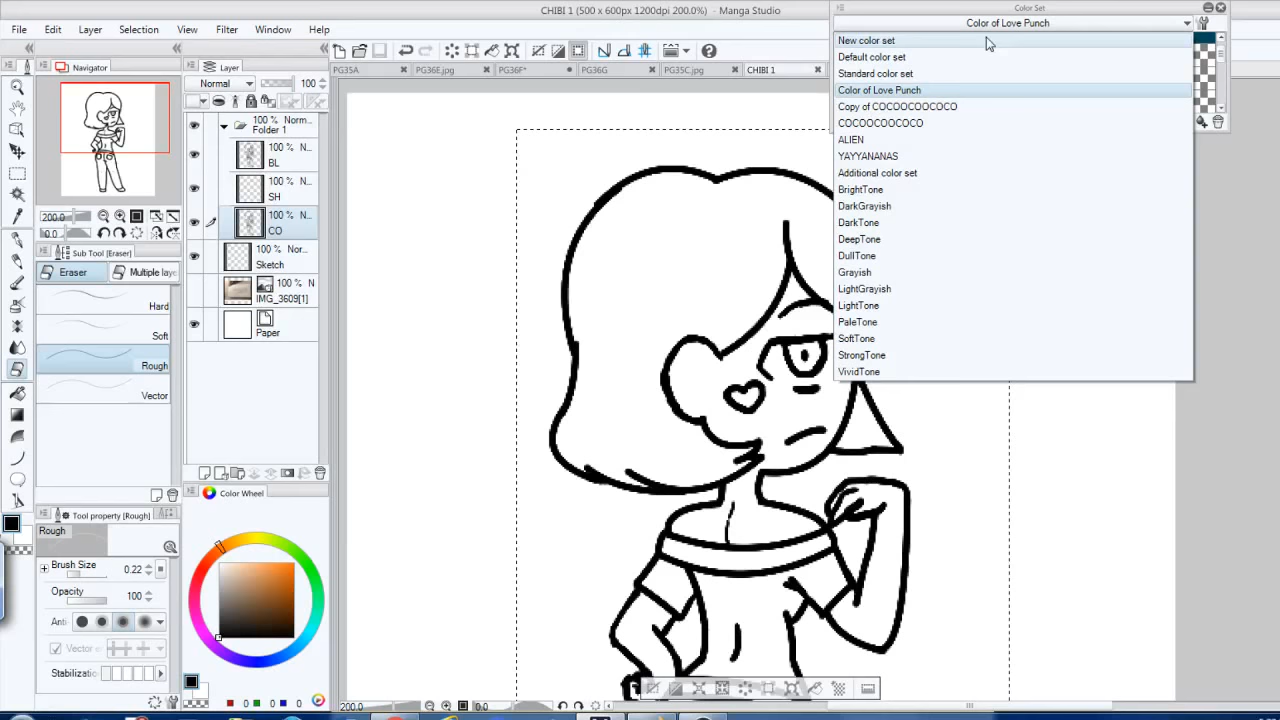 CHIBI 1 (500 x 600px 1200dpi 200.0%) - Manga Studio
Color Set
File Edit Layer Selection View Filter Window Help
Color of Love Punch
New color set
Default color set
Standard color set
Color of Love Punch
Copy of COCOOCOOCOCO
COCOOCOOCOCO
ALIEN
YAYYANANAS
Additional color set
BrightTone
DarkGrayish
DarkTone
DeepTone
DullTone
Grayish
LightGrayish
LightTone
PaleTone
SoftTone
StrongTone
VividTone
PG35A PG36E.jpg PG36F* PG36G PG35C.jpg CHIBI 1
Navigator
200.0
0.0
Sub Tool [Eraser]
Eraser Multiple laye
Hard
Soft
Rough
Vector
Tool property [Rough]
Rough
Brush Size 0.22
Opacity 100
Anti-
Vector
Stabilization
Layer
Normal 100
100 % Norm...
Folder 1
100 % N...
BL
100 % N...
SH
100 % N...
CO
100 % Nor...
Sketch
100 % N
IMG_3609[1]
Paper
Color Wheel
0 0 0
200.0 0.0